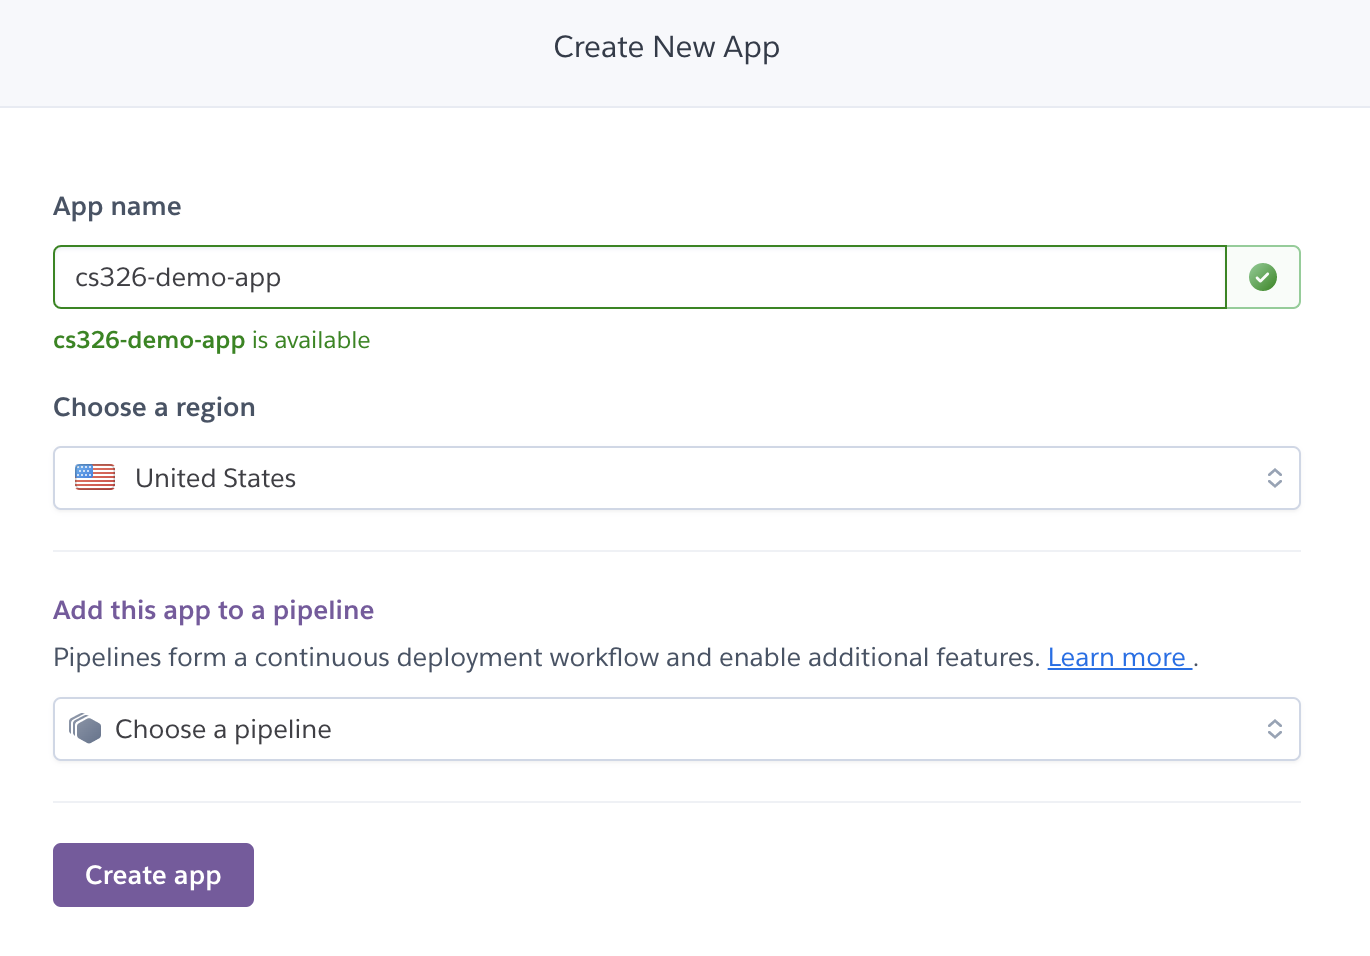 Create New App
App name
cs326-demo-app
cs326-demo-app is available
Choose a region
United States
Add this app to a pipeline
Pipelines form a continuous deployment workflow and enable additional features. Learn more .
Choose a pipeline
Create app